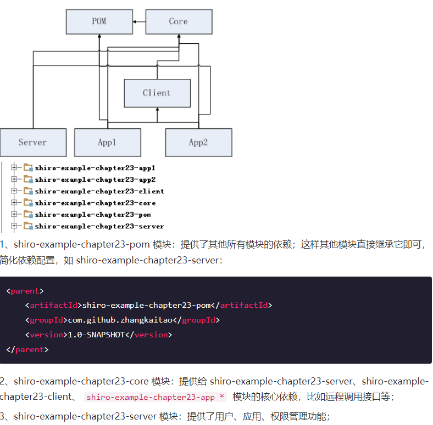 POM
Core
Client
Server
App1
App2
shiro-example-chapter23-app1
shiro-example-chapter23-app2
shiro-example-chapter23-client
shiro-example-chapter23-core
shiro-example-chapter23-pom
shiro-example-chapter23-server
1、shiro-example-chapter23-pom 模块：提供了其他所有模块的依赖；这样其他模块直接继承它即可，
简化依赖配置，如 shiro-example-chapter23-server：
<parent>
<artifactId>shiro-example-chapter23-pom</artifactId>
<groupId>com.github.zhangkaitao</groupId>
<version>1.0-SNAPSHOT</version>
</parent>
2、shiro-example-chapter23-core 模块：提供给 shiro-example-chapter23-server、shiro-example-
chapter23-client、 shiro-example-chapter23-app * 模块的核心依赖，比如远程调用接口等；
3、shiro-example-chapter23-server 模块：提供了用户、应用、权限管理功能；